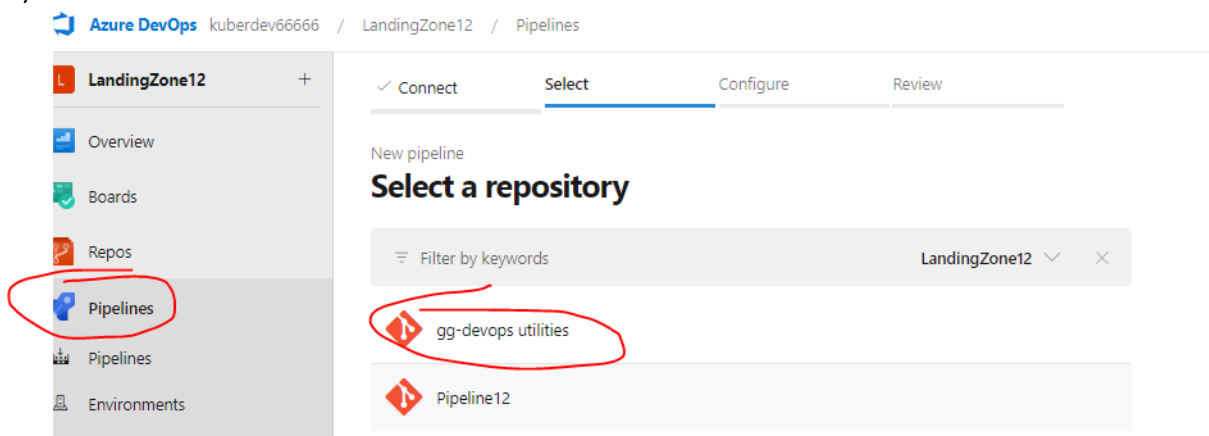 Azure DevOps kuberdev66666 / LandingZone12 / Pipelines
L LandingZone12 +
Connect Select Configure Review
Overview
New pipeline
Select a repository
Boards
Repos
Filter by keywords LandingZone12
Pipelines
gg-devops utilities
Pipelines
Pipeline12
Environments